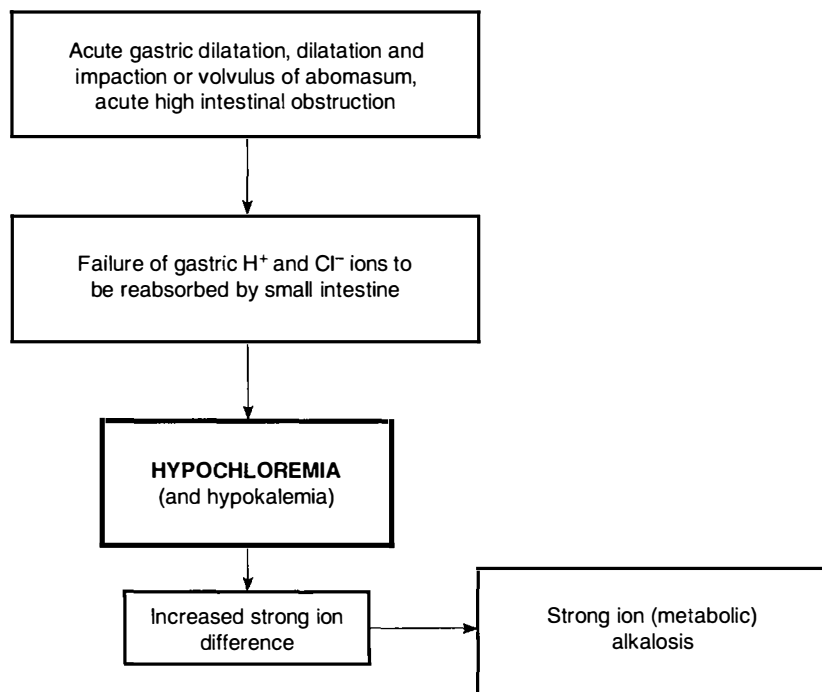 Acute gastric dilatation, dilatation and
impaction or volvulus of abomasum,
acute high intestinal obstruction
Failure of gastric H⁺ and Cl⁻ ions to
be reabsorbed by small intestine
HYPOCHLOREMIA
(and hypokalemia)
Increased strong ion
difference
Strong ion (metabolic)
alkalosis